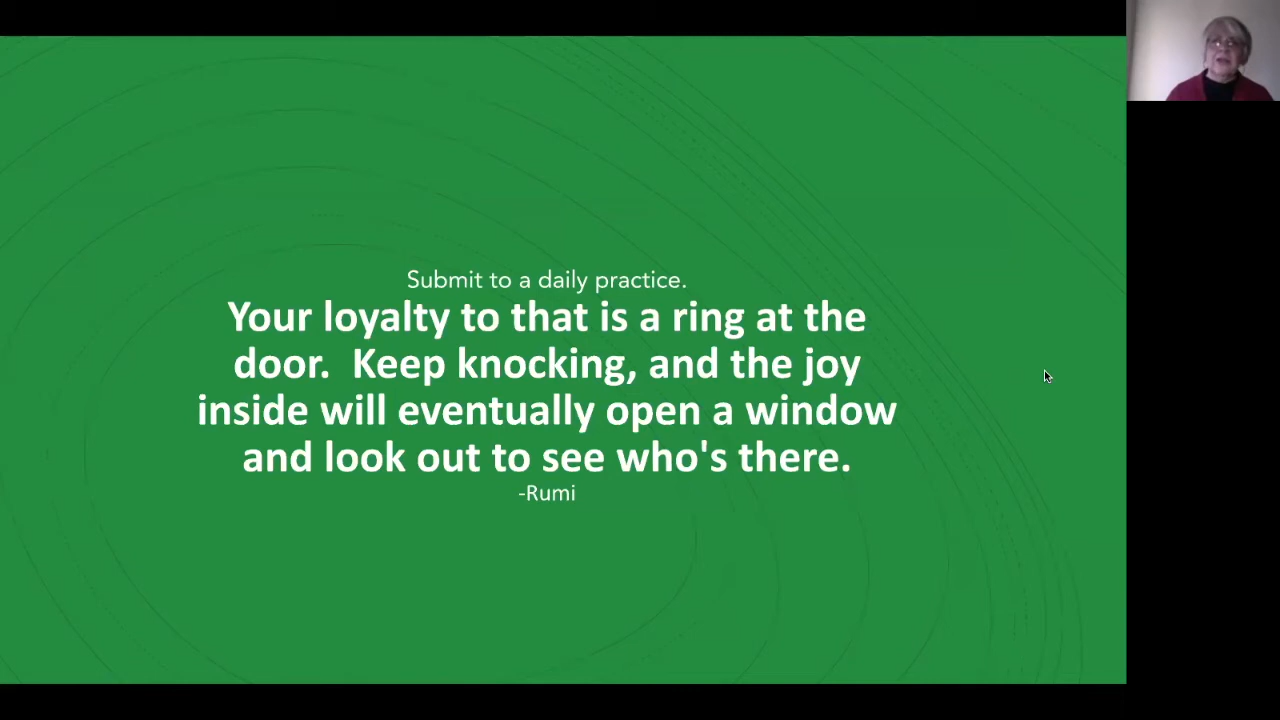 Submit to a daily practice.
Your loyalty to that is a ring at the
door.  Keep knocking, and the joy
inside will eventually open a window
and look out to see who's there.
-Rumi